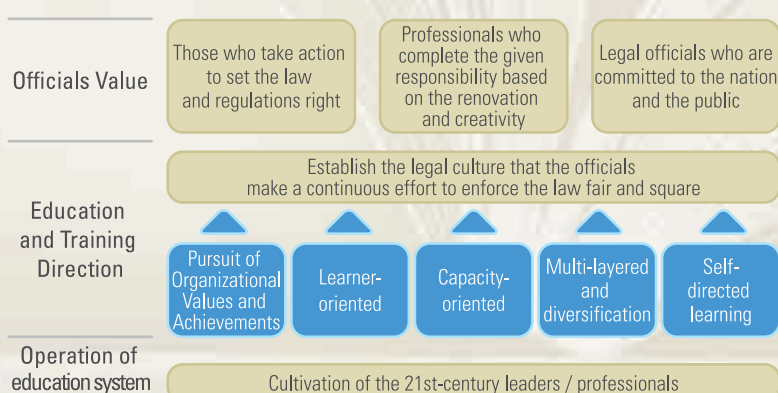 Officials Value
Those who take action
to set the law
and regulations right
Professionals who
complete the given
responsibility based
on the renovation
and creativity
Legal officials who are
committed to the nation
and the public
Education
and Training
Direction
Establish the legal culture that the officials
make a continuous effort to enforce the law fair and square
Pursuit of
Organizational
Values and
Achievements
Learner-
oriented
Capacity-
oriented
Multi-layered
and
diversification
Self-
directed
learning
Operation of
education system
Cultivation of the 21st-century leaders / professionals